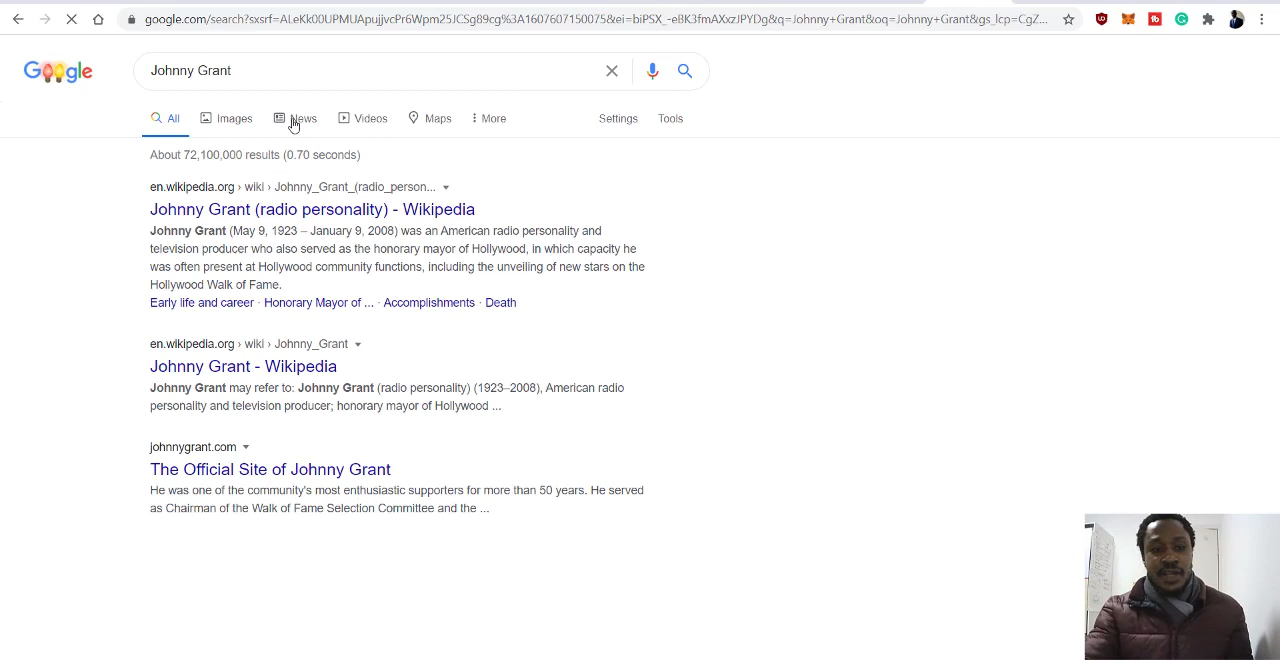 google.com/search?sxsrf=ALeKk00UPMUApujjvcPr6Wpm25JCSg89cg%3A1607607150075&ei=biPSX_-eBK3fmAXxzJPYDg&q=Johnny+Grant&oq=Johnny+Grant&gs_lcp=CgZ...
Google
Johnny Grant
All Images News Videos Maps More Settings Tools
About 72,100,000 results (0.70 seconds)
en.wikipedia.org › wiki › Johnny_Grant_(radio_person...
Johnny Grant (radio personality) - Wikipedia
Johnny Grant (May 9, 1923 – January 9, 2008) was an American radio personality and
television producer who also served as the honorary mayor of Hollywood, in which capacity he
was often present at Hollywood community functions, including the unveiling of new stars on the
Hollywood Walk of Fame.
Early life and career · Honorary Mayor of ... · Accomplishments · Death
en.wikipedia.org › wiki › Johnny_Grant
Johnny Grant - Wikipedia
Johnny Grant may refer to: Johnny Grant (radio personality) (1923–2008), American radio
personality and television producer; honorary mayor of Hollywood ...
johnnygrant.com
The Official Site of Johnny Grant
He was one of the community's most enthusiastic supporters for more than 50 years. He served
as Chairman of the Walk of Fame Selection Committee and the ...